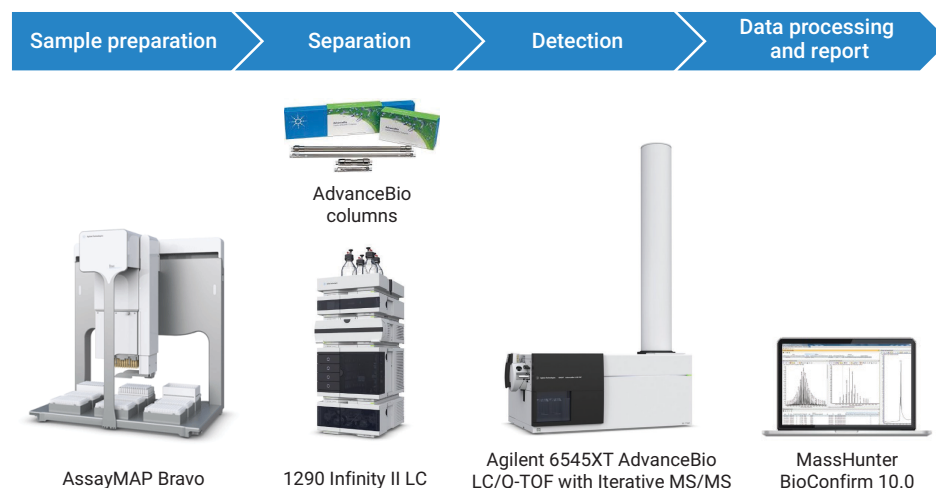 Sample preparation
Separation
Detection
Data processing
and report
AdvanceBio
columns
AssayMAP Bravo
1290 Infinity II LC
Agilent 6545XT AdvanceBio
LC/Q-TOF with Iterative MS/MS
MassHunter
BioConfirm 10.0